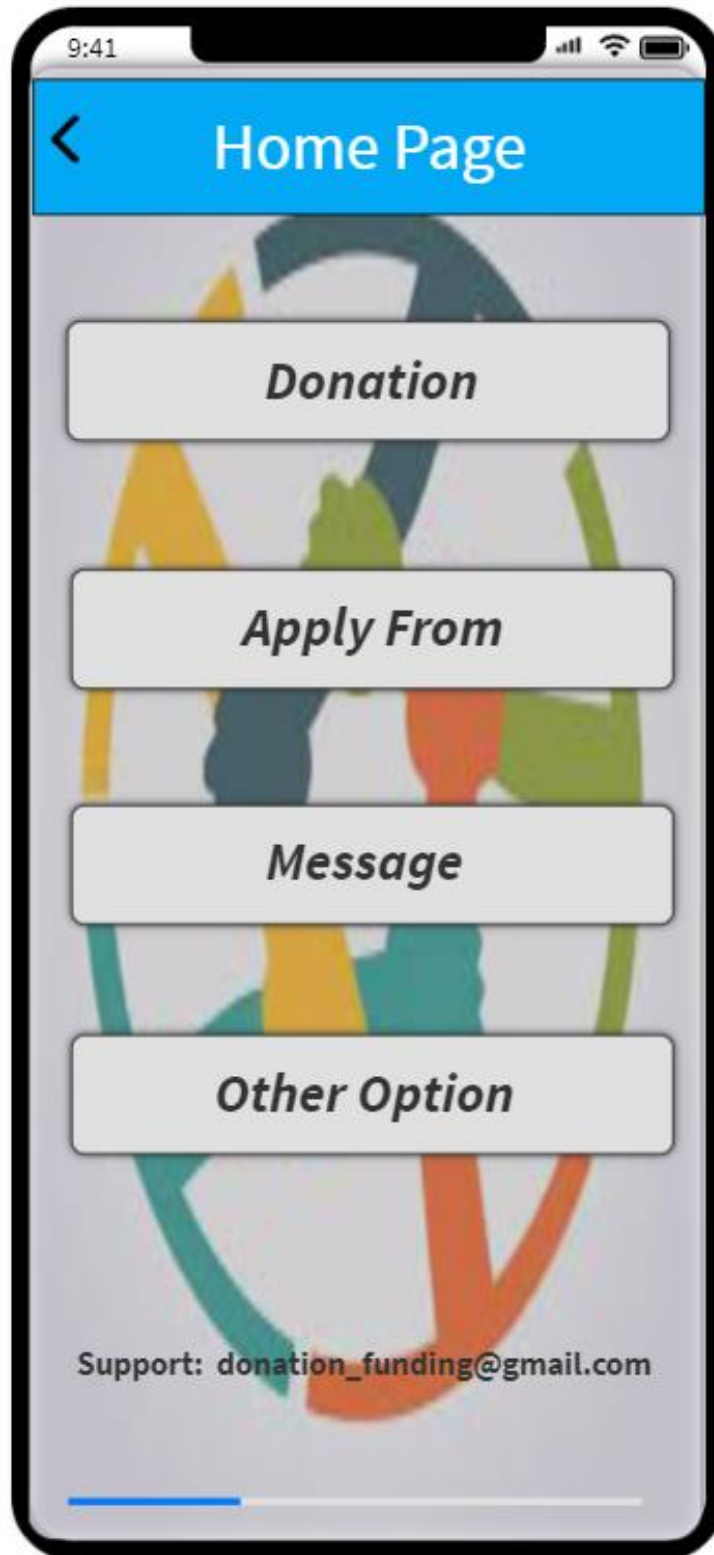 9:41
Home Page
Donation
Apply From
Message
Other Option
Support: donation_funding@gmail.com